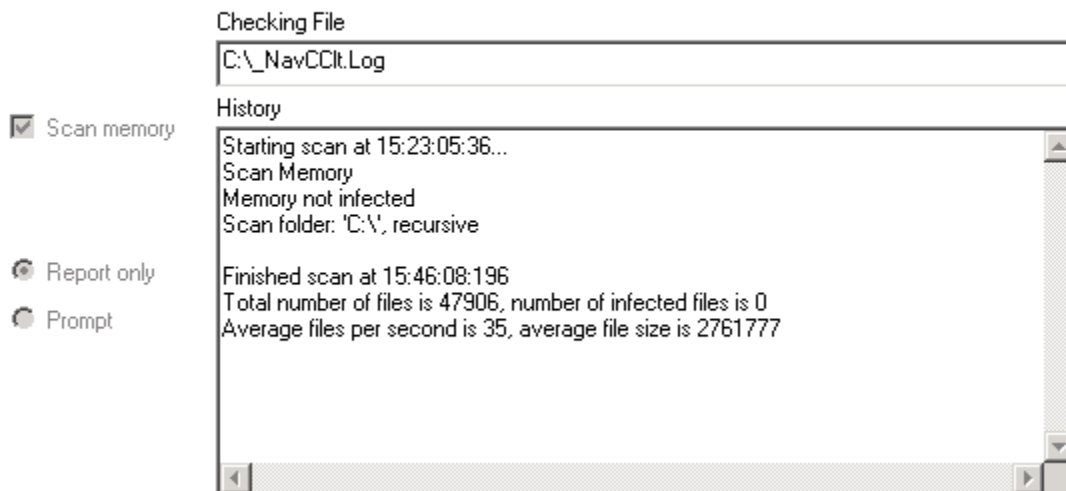 Checking File
C:\_NavCClt.Log
Scan memory
History
Starting scan at 15:23:05:36...
Scan Memory
Memory not infected
Scan folder: 'C:\', recursive
Finished scan at 15:46:08:196
Total number of files is 47906, number of infected files is 0
Average files per second is 35, average file size is 2761777
Report only
Prompt